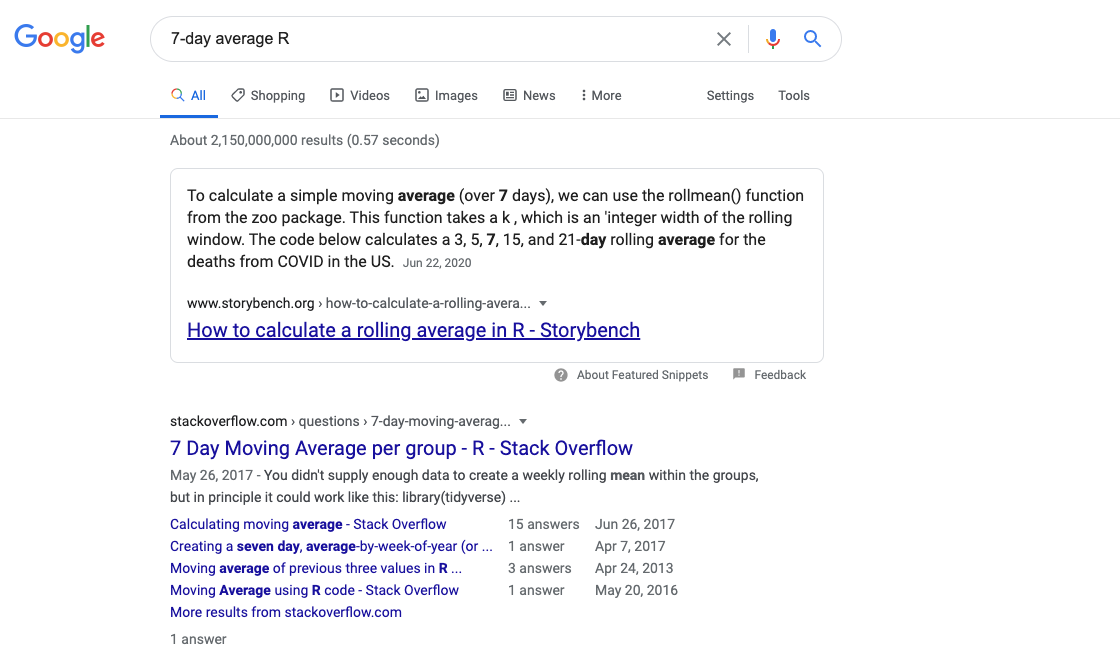 Google
7-day average R
All Shopping Videos Images News More Settings Tools
About 2,150,000,000 results (0.57 seconds)
To calculate a simple moving average (over 7 days), we can use the rollmean() function
from the zoo package. This function takes a k , which is an 'integer width of the rolling
window. The code below calculates a 3, 5, 7, 15, and 21-day rolling average for the
deaths from COVID in the US. Jun 22, 2020
www.storybench.org › how-to-calculate-a-rolling-avera...
How to calculate a rolling average in R - Storybench
About Featured Snippets Feedback
stackoverflow.com › questions › 7-day-moving-averag...
7 Day Moving Average per group - R - Stack Overflow
May 26, 2017 - You didn't supply enough data to create a weekly rolling mean within the groups,
but in principle it could work like this: library(tidyverse) ...
Calculating moving average - Stack Overflow 15 answers Jun 26, 2017
Creating a seven day, average-by-week-of-year (or ... 1 answer Apr 7, 2017
Moving average of previous three values in R ... 3 answers Apr 24, 2013
Moving Average using R code - Stack Overflow 1 answer May 20, 2016
More results from stackoverflow.com
1 answer